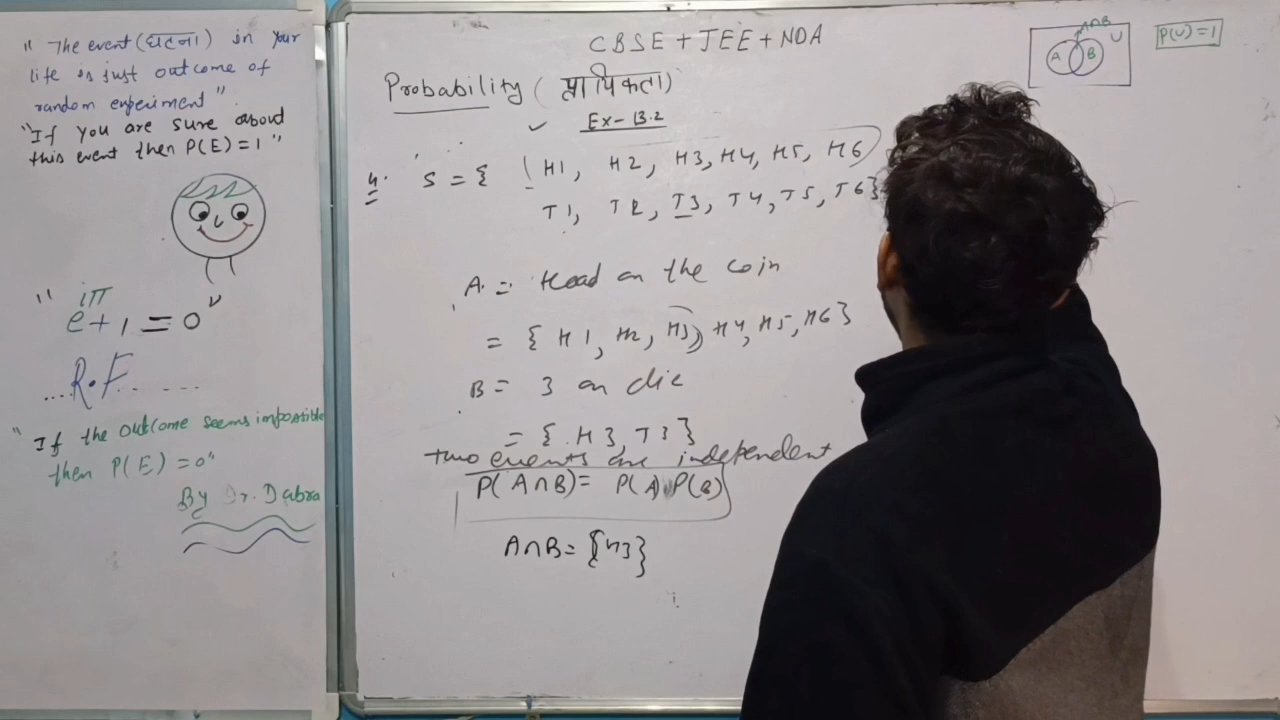 " The event (घटना) in your
life is just outcome of
random experiment".
"If you are sure about
this event then P(E) = 1"
" e^iπ + 1 = 0 "
....R.F......
"If the outcome seems impossible
then P(E) = 0"
By Dr. Dabra
CBSE + JEE + NDA
Probability (प्रायिकता)
Ex-13.2
4. S = { (H1, H2, H3, H4, H5, H6)
T1, T2, T3, T4, T5, T6}
A = Head on the coin
= { H1, H2, H3, H4, H5, H6}
B = 3 on die
= { H3, T3 }
two events are independent
P(A∩B) = P(A) P(B)
A∩B = {H3}
A∩B
A B U
P(U) = 1